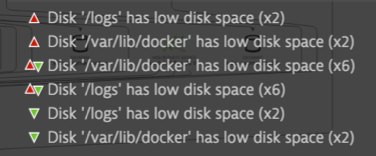 Disk '/logs' has low disk space (x2)
Disk '/var/lib/docker' has low disk space (x2)
Disk '/var/lib/docker' has low disk space (x6)
Disk '/logs' has low disk space (x6)
Disk '/logs' has low disk space (x2)
Disk '/var/lib/docker' has low disk space (x2)